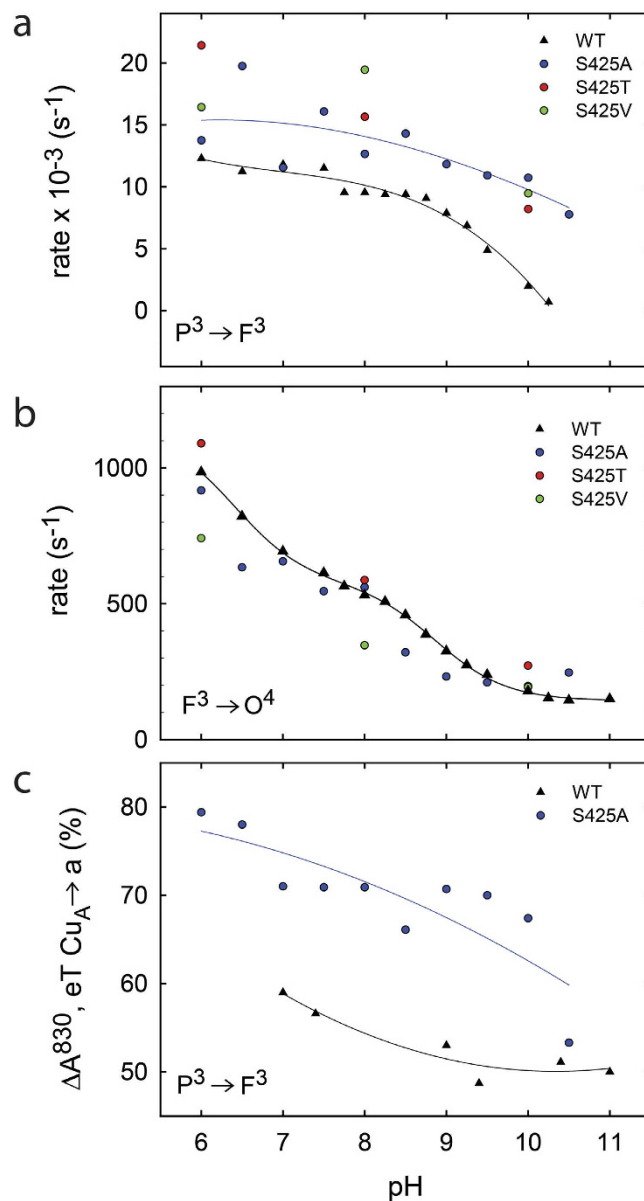 a
WT
S425A
S425T
S425V
20
15
10
5
0
rate x 10⁻³ (s⁻¹)
P³ → F³
b
WT
S425A
S425T
S425V
1000
500
0
rate (s⁻¹)
F³ → O⁴
c
WT
S425A
80
70
60
50
ΔA⁸³⁰, eT Cu_A → a (%)
P³ → F³
6 7 8 9 10 11
pH